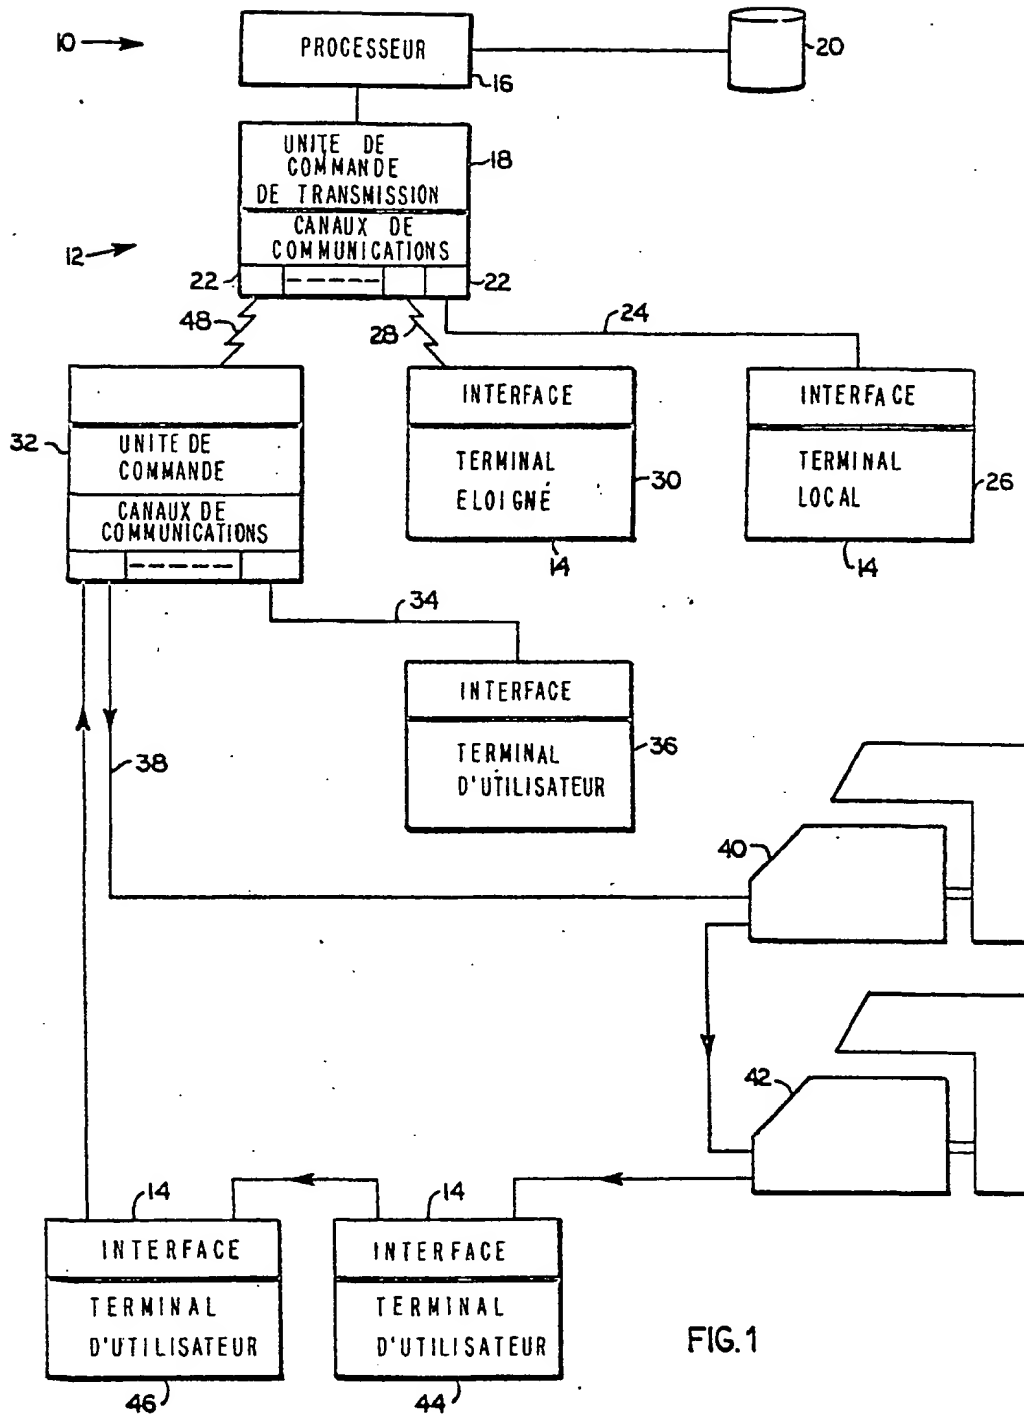 10
PROCESSEUR
16
20
UNITE DE
COMMANDE
DE TRANSMISSION
18
CANAUX DE
COMMUNICATIONS
12
22
22
48
28
24
32
UNITE DE
COMMANDE
CANAUX DE
COMMUNICATIONS
INTERFACE
TERMINAL
ELOIGNÉ
30
14
INTERFACE
TERMINAL
LOCAL
26
14
34
INTERFACE
TERMINAL
D'UTILISATEUR
36
38
40
42
14
INTERFACE
TERMINAL
D'UTILISATEUR
46
14
INTERFACE
TERMINAL
D'UTILISATEUR
44
FIG.1